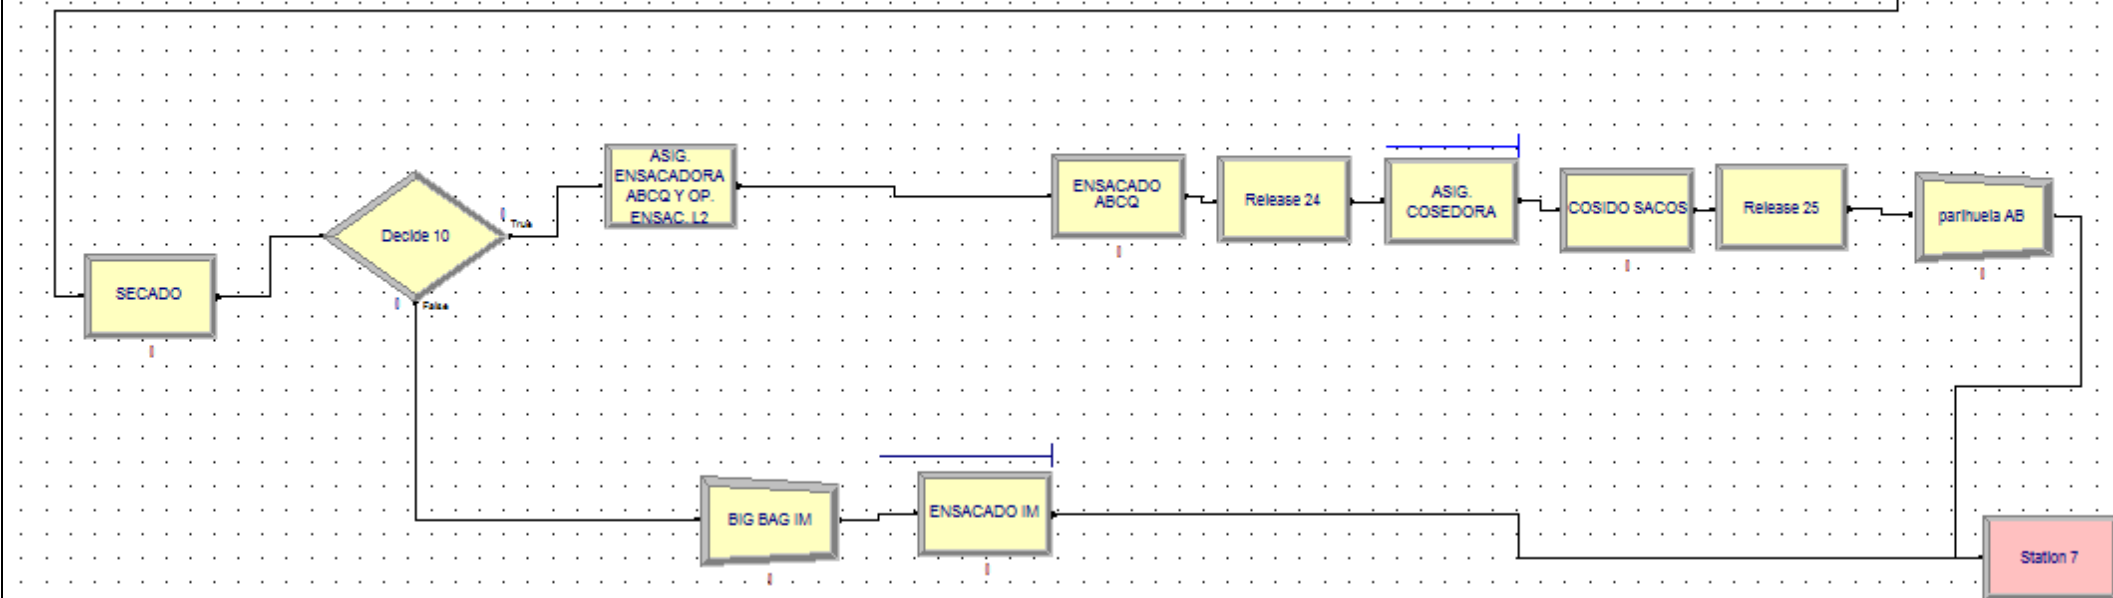 SECADO
Decide 10
True
False
ASIG.
ENSACADORA
ABCQ Y OP.
ENSAC. L2
ENSACADO
ABCQ
Release 24
ASIG.
COSEDORA
COSIDO SACOS
Release 25
parihuela AB
BIG BAG IM
ENSACADO IM
Station 7